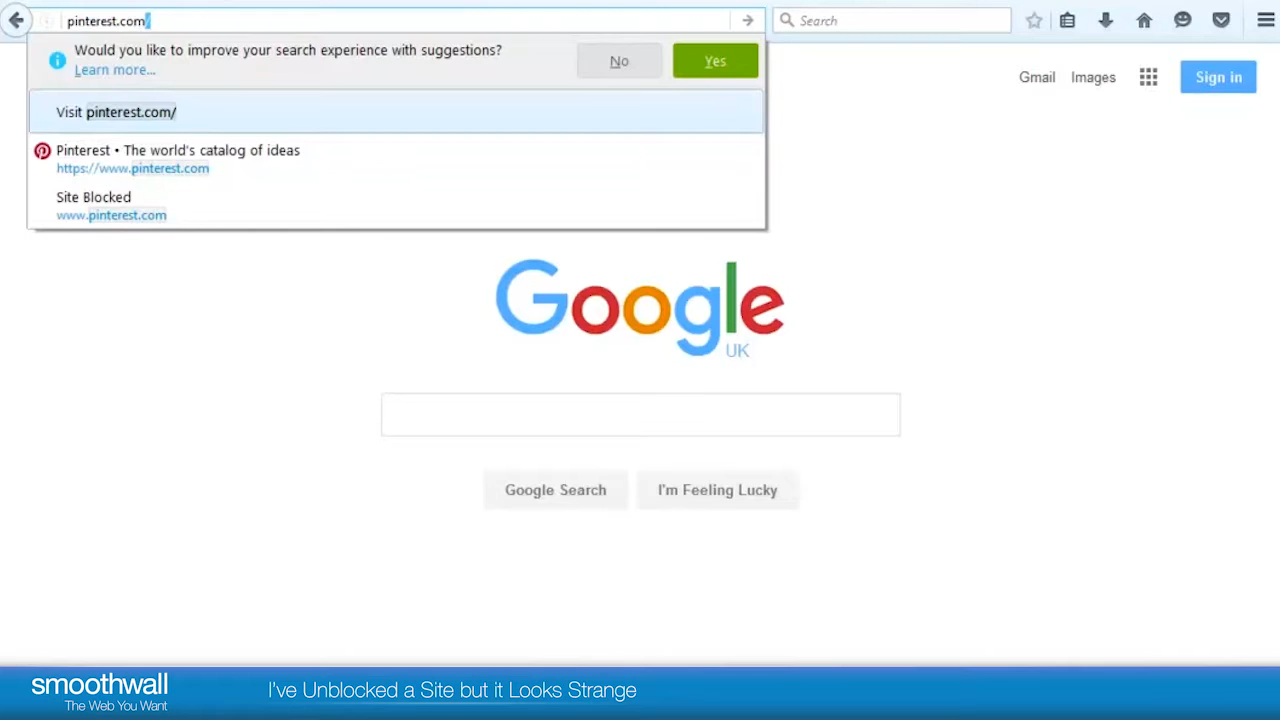 pinterest.com/
Search
Would you like to improve your search experience with suggestions?
Learn more...
No
Yes
Visit pinterest.com/
Pinterest • The world's catalog of ideas
https://www.pinterest.com
Site Blocked
www.pinterest.com
Gmail
Images
Sign in
Google
UK
Google Search
I'm Feeling Lucky
smoothwall
The Web You Want
I've Unblocked a Site but it Looks Strange